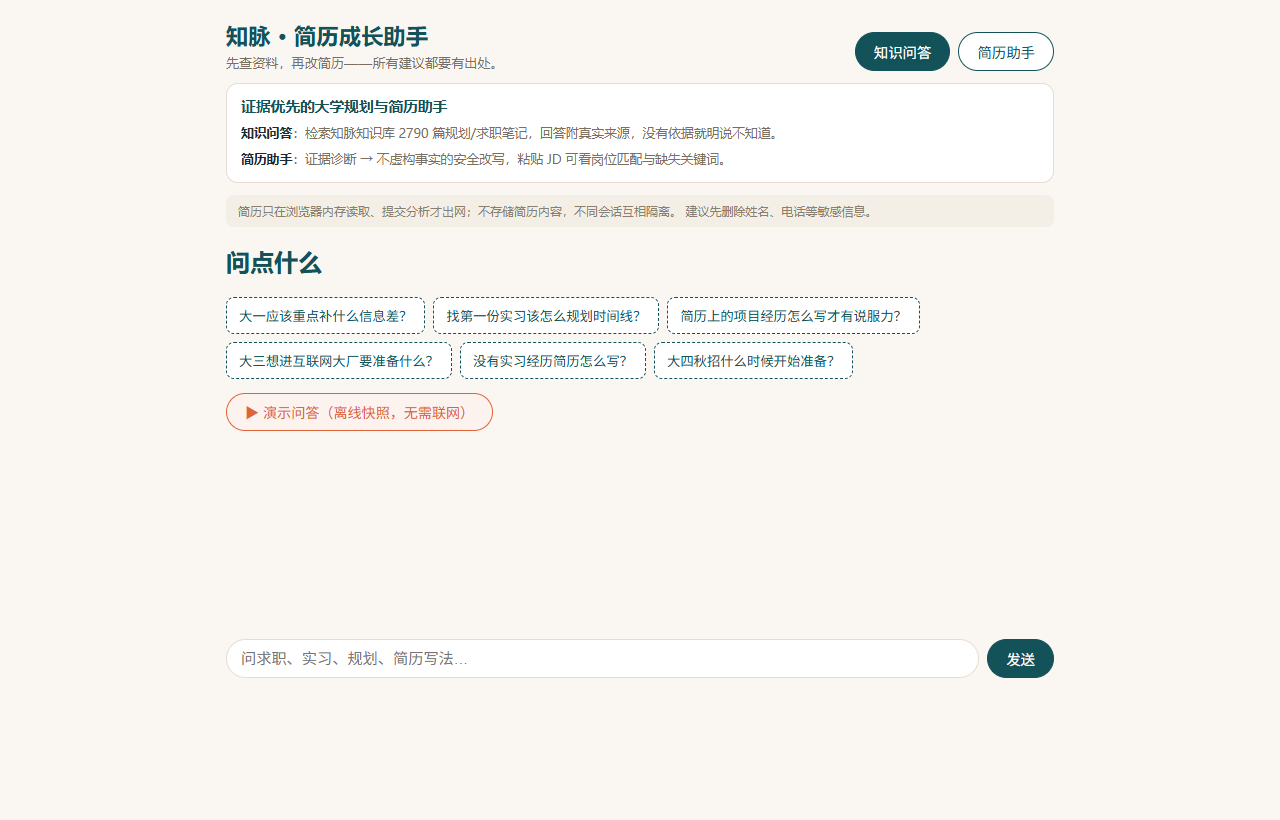 知脉 · 简历成长助手
先查资料，再改简历——所有建议都要有出处。
知识问答
简历助手
证据优先的大学规划与简历助手
知识问答：检索知脉知识库 2790 篇规划/求职笔记，回答附真实来源，没有依据就明说不知道。
简历助手：证据诊断 → 不虚构事实的安全改写，粘贴 JD 可看岗位匹配与缺失关键词。
简历只在浏览器内存读取、提交分析才出网；不存储简历内容，不同会话互相隔离。 建议先删除姓名、电话等敏感信息。
问点什么
大一应该重点补什么信息差？
找第一份实习该怎么规划时间线？
简历上的项目经历怎么写才有说服力？
大三想进互联网大厂要准备什么？
没有实习经历简历怎么写？
大四秋招什么时候开始准备？
▶ 演示问答（离线快照，无需联网）
问求职、实习、规划、简历写法…
发送